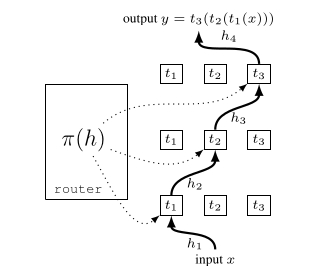 output y = t₃(t₂(t₁(x)))
h₄
t₁ t₂ t₃
h₃
π(h) t₁ t₂ t₃
h₂
router t₁ t₂ t₃
h₁
input x